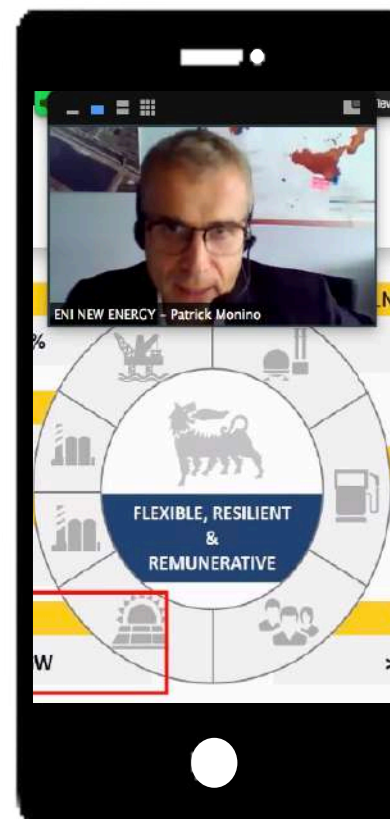 ENI NEW ENERGY – Patrick Monino
%
FLEXIBLE, RESILIENT
&
REMUNERATIVE
W